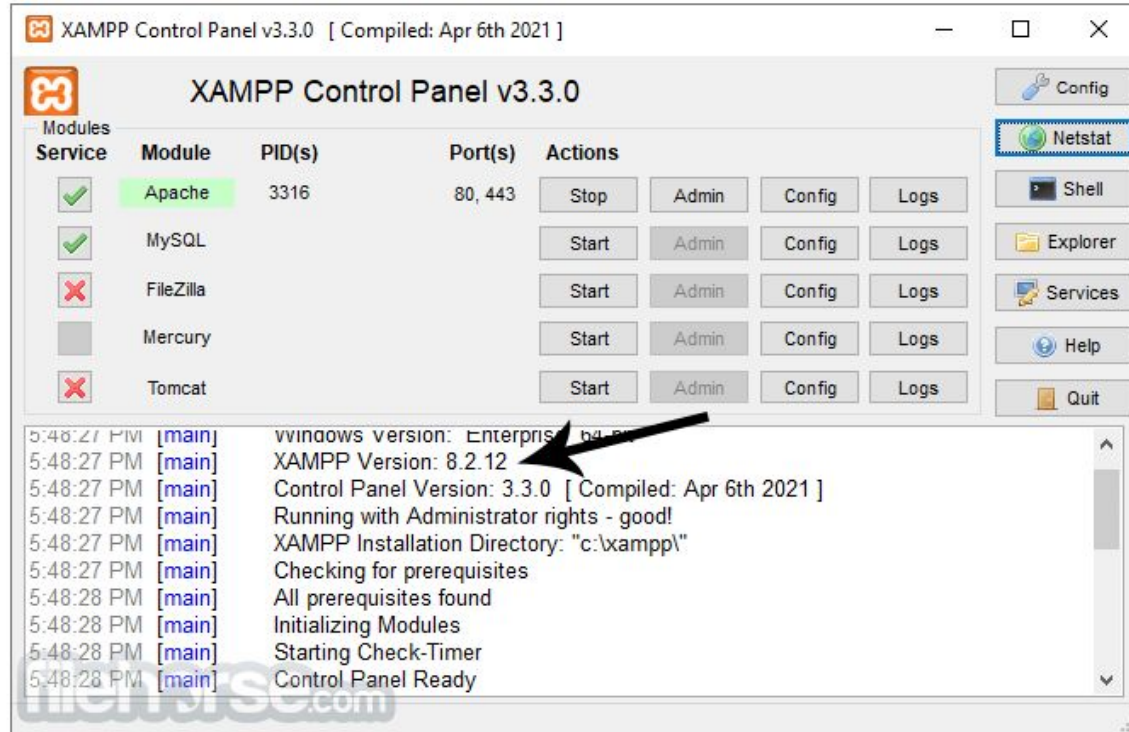 XAMPP Control Panel v3.3.0 [ Compiled: Apr 6th 2021 ]
XAMPP Control Panel v3.3.0
Config
Modules
Netstat
Service Module PID(s) Port(s) Actions
Apache 3316 80, 443 Stop Admin Config Logs
Shell
MySQL Start Admin Config Logs
Explorer
FileZilla Start Admin Config Logs
Services
Mercury Start Admin Config Logs
Help
Tomcat Start Admin Config Logs
Quit
5:48:27 PM [main] Windows Version: Enterprise 64-bit
5:48:27 PM [main] XAMPP Version: 8.2.12
5:48:27 PM [main] Control Panel Version: 3.3.0 [ Compiled: Apr 6th 2021 ]
5:48:27 PM [main] Running with Administrator rights - good!
5:48:27 PM [main] XAMPP Installation Directory: "c:\xampp\"
5:48:27 PM [main] Checking for prerequisites
5:48:28 PM [main] All prerequisites found
5:48:28 PM [main] Initializing Modules
5:48:28 PM [main] Starting Check-Timer
5:48:28 PM [main] Control Panel Ready
filehorse.com